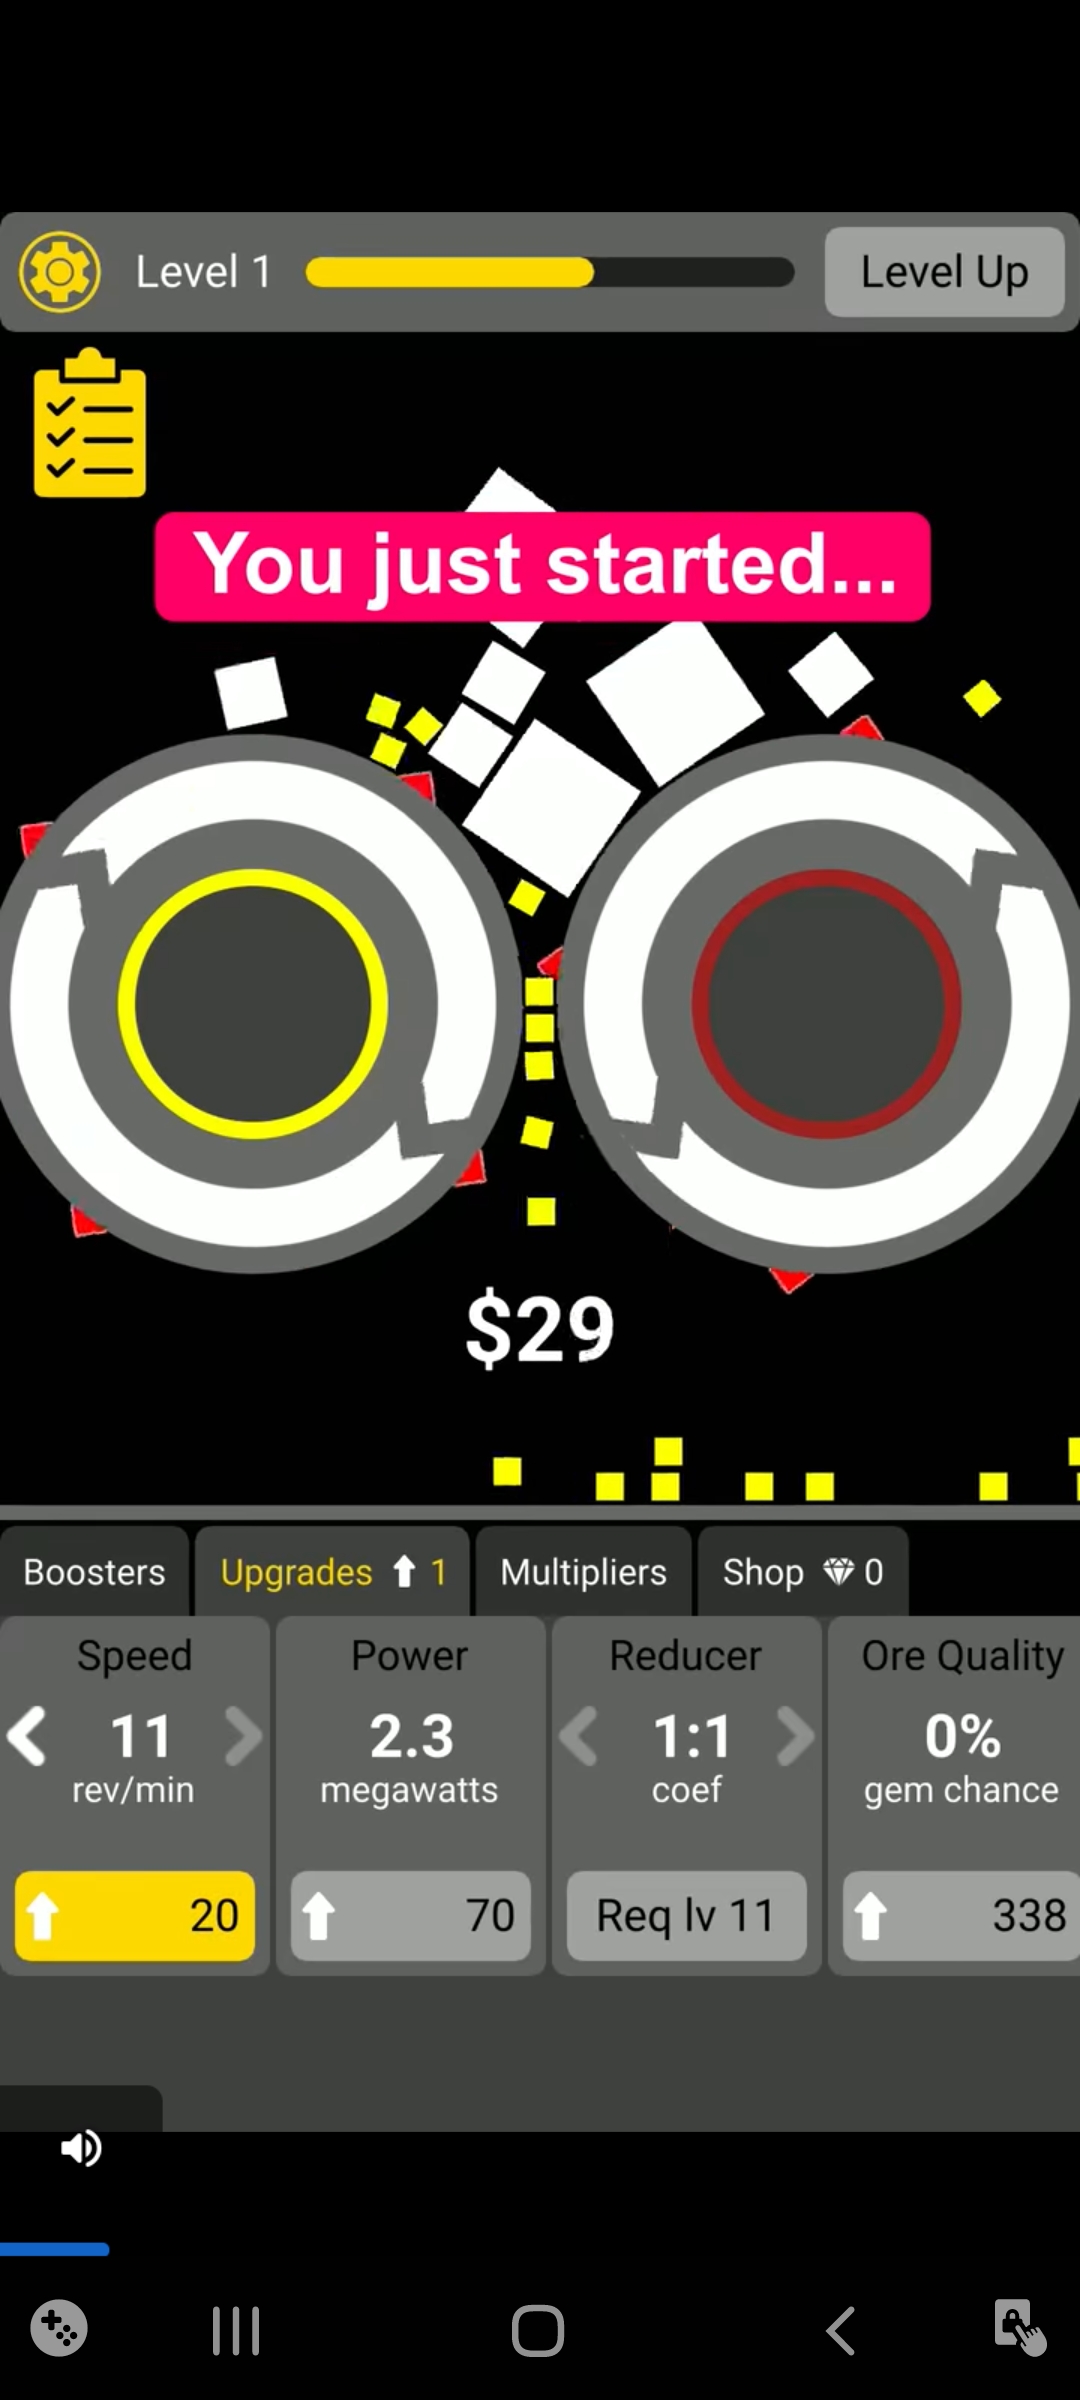 Level 1
Level Up
You just started...
$29
Boosters
Upgrades 1
Multipliers
Shop 0
Speed
Power
Reducer
Ore Quality
11
2.3
1:1
0%
rev/min
megawatts
coef
gem chance
20
70
Req lv 11
338